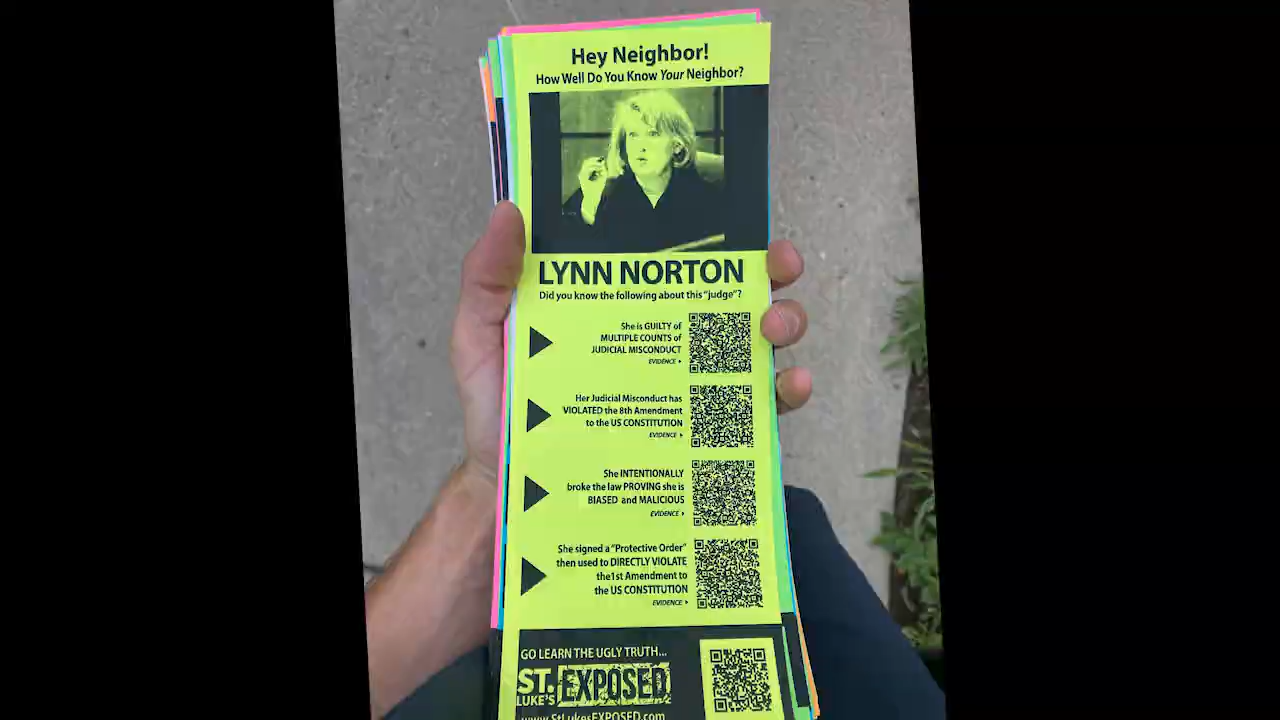 Hey Neighbor!
How Well Do You Know Your Neighbor?
LYNN NORTON
Did you know the following about this "judge"?
She is GUILTY of
MULTIPLE COUNTS of
JUDICIAL MISCONDUCT
EVIDENCE
Her Judicial Misconduct has
VIOLATED the 8th Amendment
to the US CONSTITUTION
EVIDENCE
She INTENTIONALLY
broke the law PROVING she is
BIASED and MALICIOUS
EVIDENCE
She signed a "Protective Order"
then used to DIRECTLY VIOLATE
the1st Amendment to
the US CONSTITUTION
EVIDENCE
GO LEARN THE UGLY TRUTH...
ST. LUKE'S EXPOSED
www.StLukesEXPOSED.com